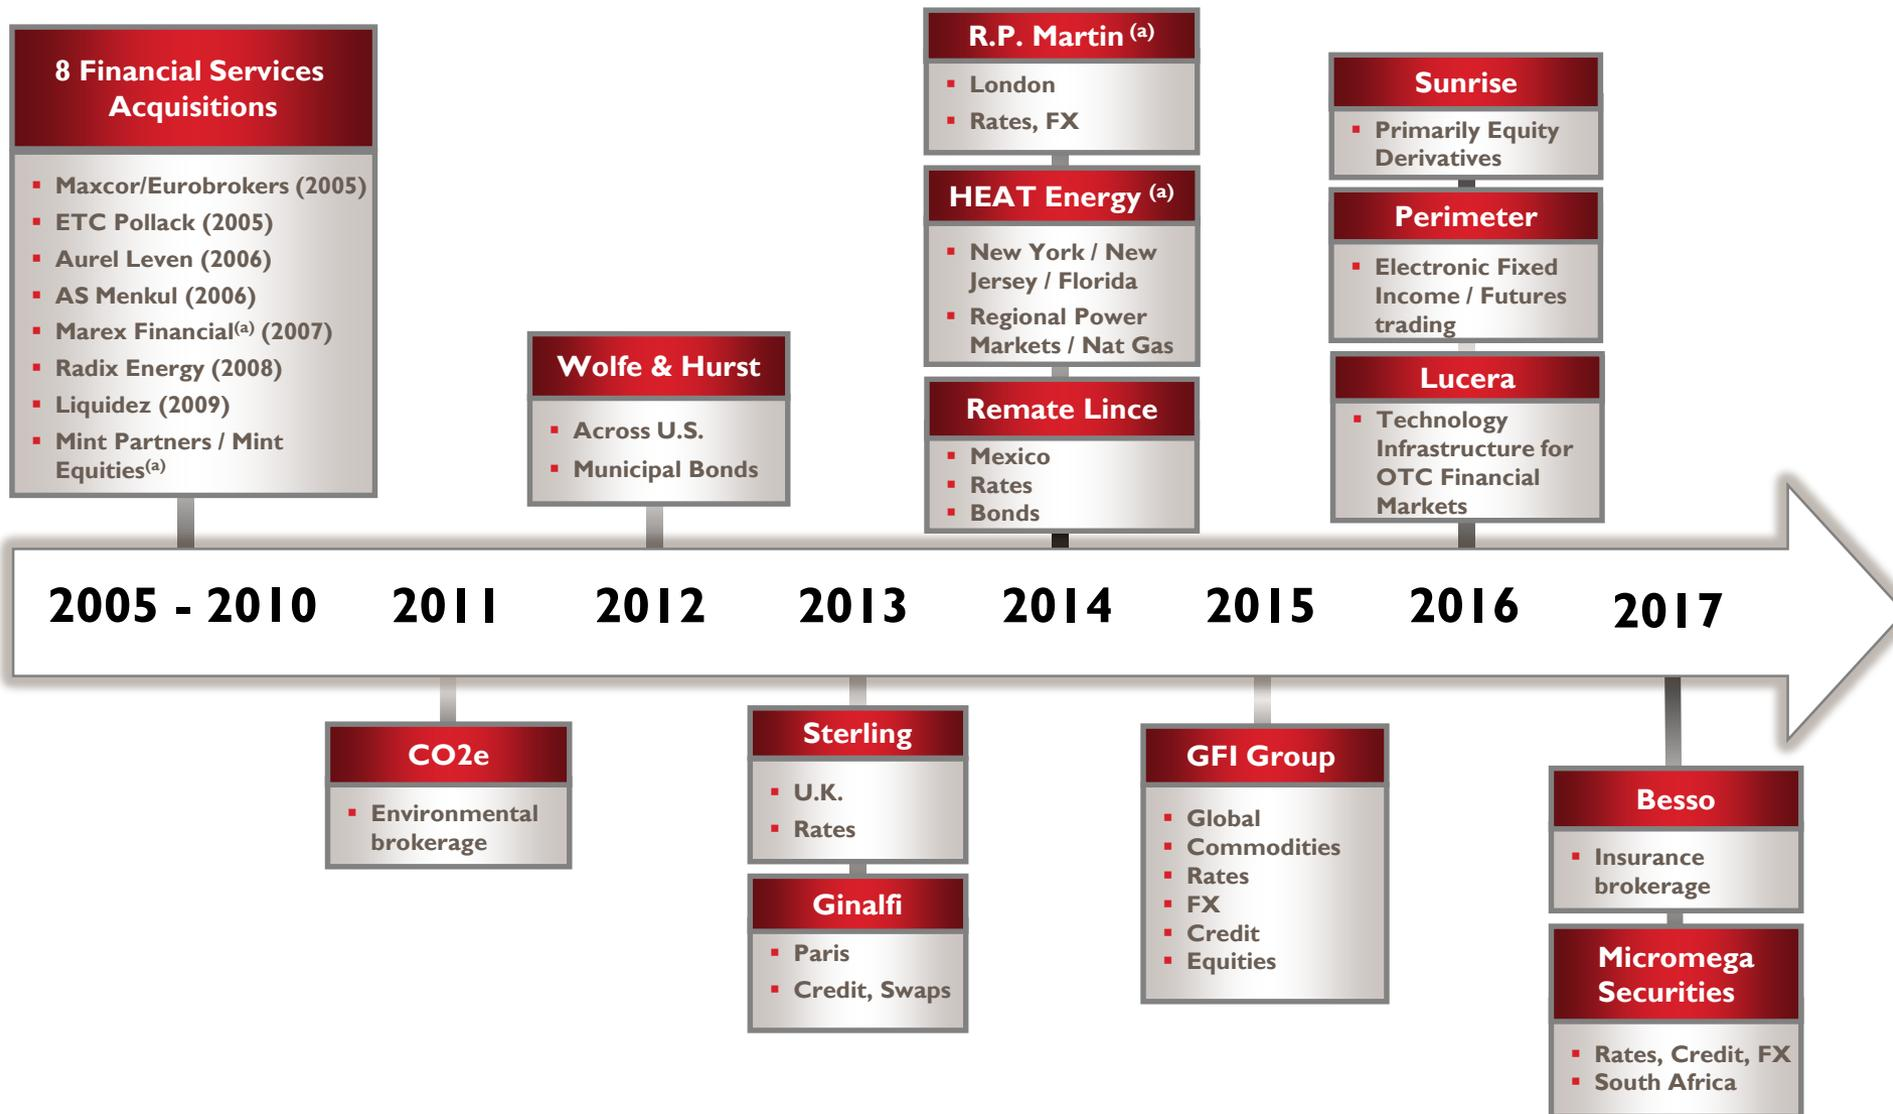 8 Financial Services
Acquisitions
Maxcor/Eurobrokers (2005)
ETC Pollack (2005)
Aurel Leven (2006)
AS Menkul (2006)
Marex Financial(a) (2007)
Radix Energy (2008)
Liquidez (2009)
Mint Partners / Mint
Equities(a)
Wolfe & Hurst
Across U.S.
Municipal Bonds
R.P. Martin (a)
London
Rates, FX
HEAT Energy (a)
New York / New
Jersey / Florida
Regional Power
Markets / Nat Gas
Remate Lince
Mexico
Rates
Bonds
Sunrise
Primarily Equity
Derivatives
Perimeter
Electronic Fixed
Income / Futures
trading
Lucera
Technology
Infrastructure for
OTC Financial
Markets
2005 - 2010 2011 2012 2013 2014 2015 2016 2017
CO2e
Environmental
brokerage
Sterling
U.K.
Rates
Ginalfi
Paris
Credit, Swaps
GFI Group
Global
Commodities
Rates
FX
Credit
Equities
Besso
Insurance
brokerage
Micromega
Securities
Rates, Credit, FX
South Africa